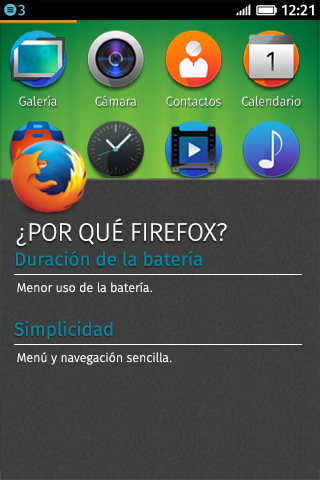 3
12:21
Galería
Cámara
Contactos
Calendario
1
¿POR QUÉ FIREFOX?
Duración de la batería
Menor uso de la batería.
Simplicidad
Menú y navegación sencilla.